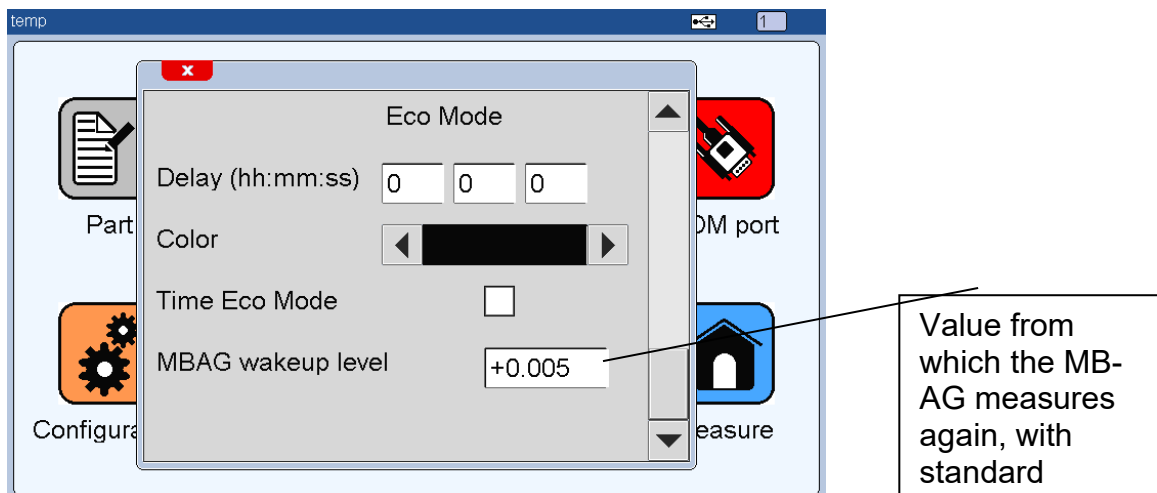 temp
1
x
Eco Mode
Delay (hh:mm:ss) 0 0 0
Part
OM port
Color
Time Eco Mode
MBAG wakeup level +0.005
Configura
easure
Value from
which the MB-
AG measures
again, with
standard